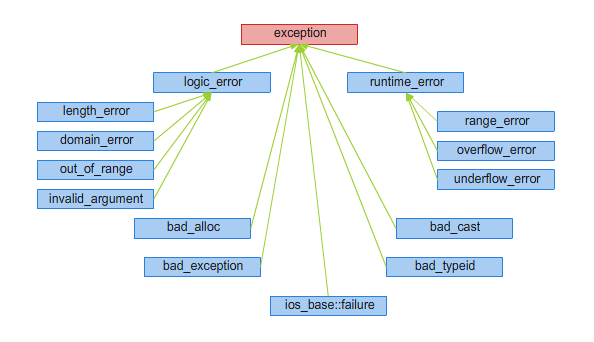 exception
logic_error
runtime_error
length_error
range_error
domain_error
overflow_error
out_of_range
underflow_error
invalid_argument
bad_alloc
bad_cast
bad_exception
bad_typeid
ios_base::failure